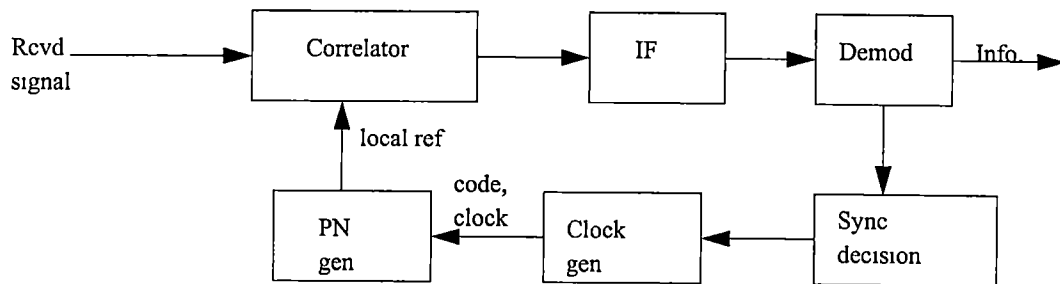 Rcvd
signal
Correlator
IF
Demod
Info.
local ref
code,
clock
PN
gen
Clock
gen
Sync
decision